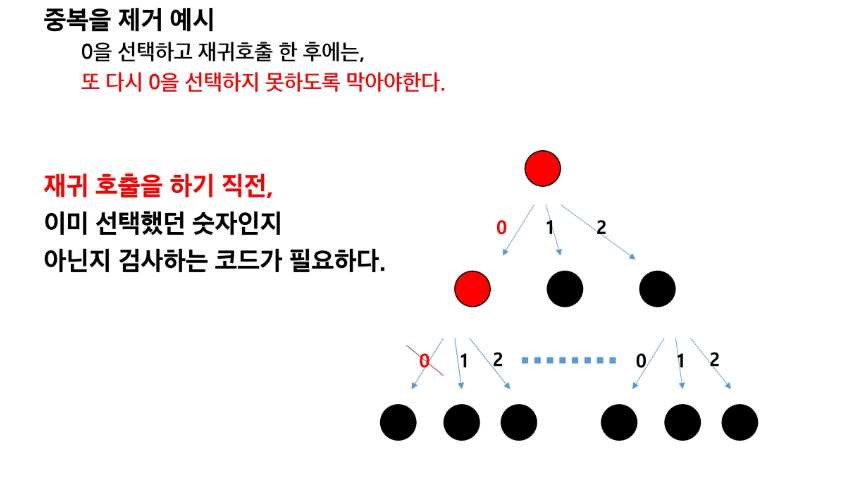 중복을 제거 예시
0을 선택하고 재귀호출 한 후에는,
또 다시 0을 선택하지 못하도록 막아야한다.
재귀 호출을 하기 직전,
이미 선택했던 숫자인지
아닌지 검사하는 코드가 필요하다.
0 1 2
0 1 2 0 1 2